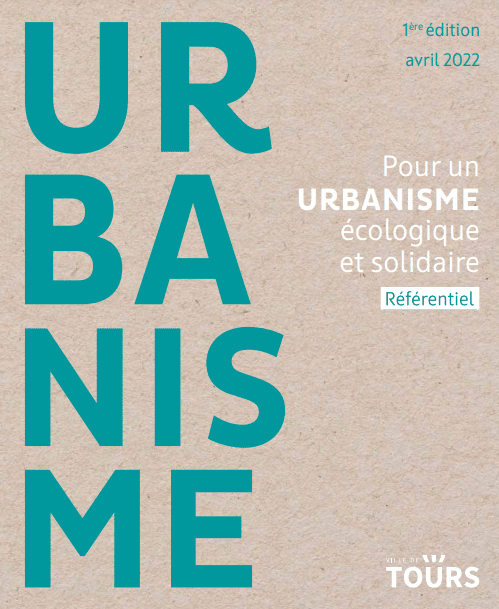 UR
BA
NIS
ME
1ère édition
avril 2022
Pour un
URBANISME
écologique
et solidaire
Référentiel
VILLE DE
TOURS